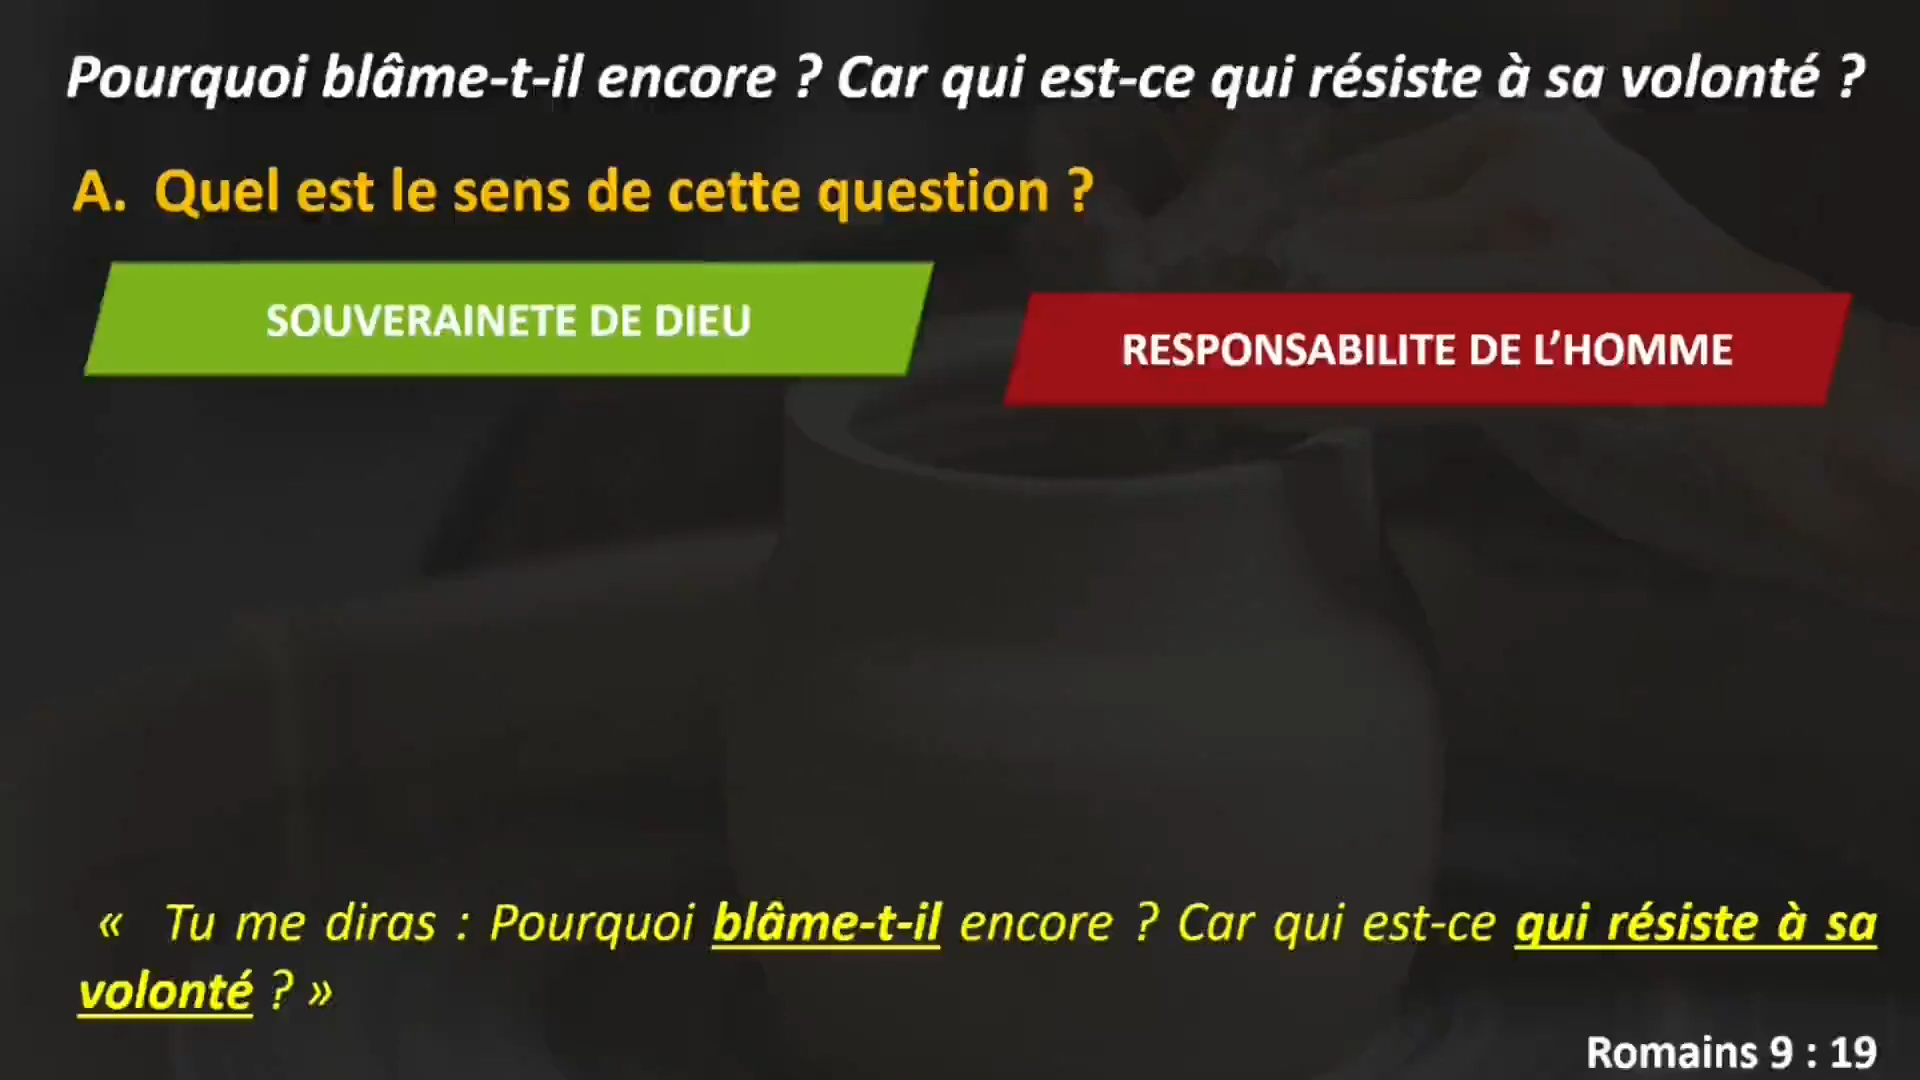 Pourquoi blâme-t-il encore ? Car qui est-ce qui résiste à sa volonté ?
A. Quel est le sens de cette question ?
SOUVERAINETE DE DIEU
RESPONSABILITE DE L’HOMME
« Tu me diras : Pourquoi blâme-t-il encore ? Car qui est-ce qui résiste à sa
volonté ? »
Romains 9 : 19